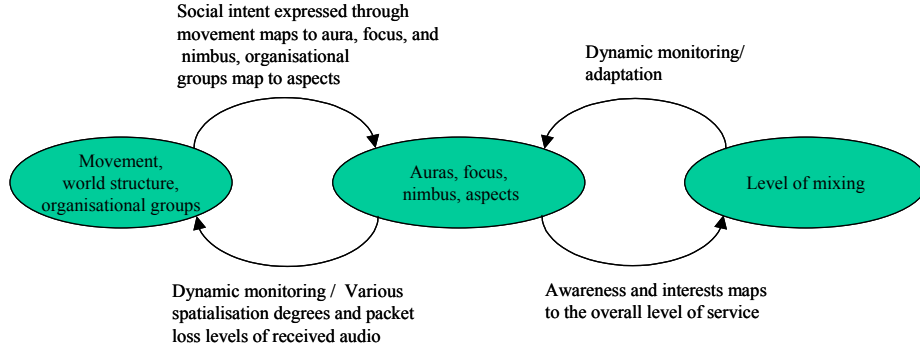 Social intent expressed through
movement maps to aura, focus, and
nimbus, organisational
groups map to aspects
Dynamic monitoring/
adaptation
Movement,
world structure,
organisational groups
Auras, focus,
nimbus, aspects
Level of mixing
Dynamic monitoring / Various
spatialisation degrees and packet
loss levels of received audio
Awareness and interests maps
to the overall level of service